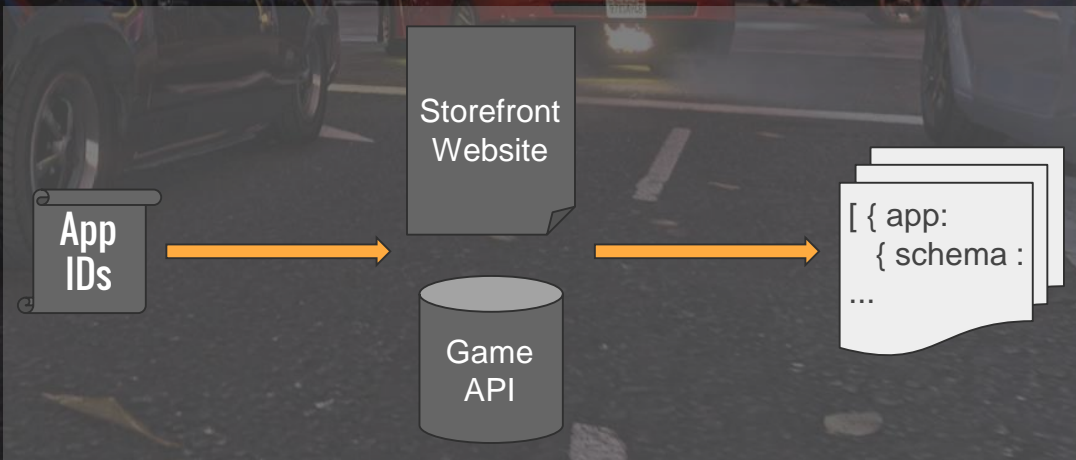 App
IDs
Storefront
Website
Game
API
[ { app:
{ schema :
...